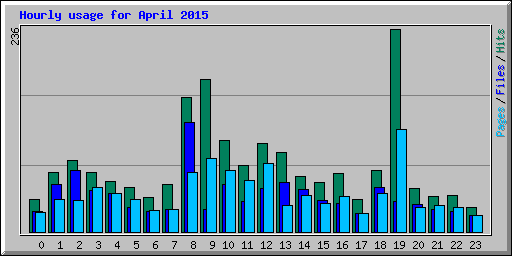 Hourly usage for April 2015
236
Pages / Files / Hits
0 1 2 3 4 5 6 7 8 9 10 11 12 13 14 15 16 17 18 19 20 21 22 23